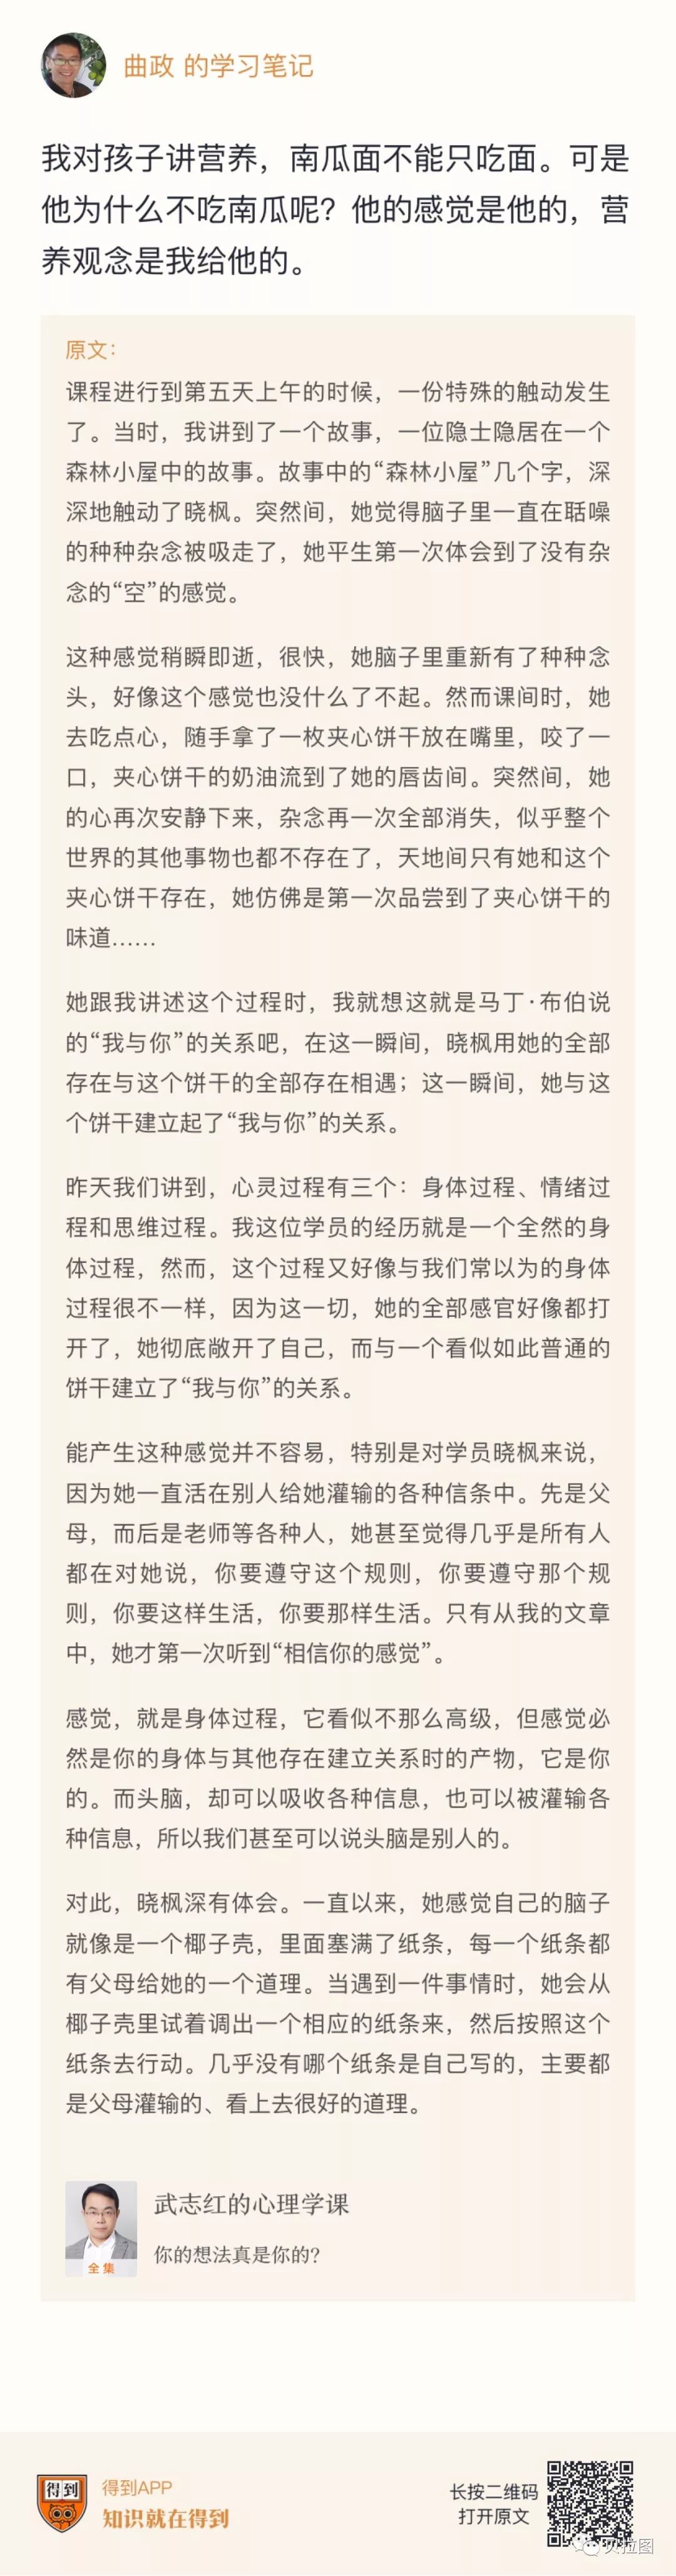 曲政 的学习笔记
我对孩子讲营养，南瓜面不能只吃面。可是
他为什么不吃南瓜呢？他的感觉是他的，营
养观念是我给他的。
原文：
课程进行到第五天上午的时候，一份特殊的触动发生
了。当时，我讲到了一个故事，一位隐士隐居在一个
森林小屋中的故事。故事中的“森林小屋”几个字，深
深地触动了晓枫。突然间，她觉得脑子里一直在聒噪
的种种杂念被吸走了，她平生第一次体会到了没有杂
念的“空”的感觉。
这种感觉稍瞬即逝，很快，她脑子里重新有了种种念
头，好像这个感觉也没什么了不起。然而课间时，她
去吃点心，随手拿了一枚夹心饼干放在嘴里，咬了一
口，夹心饼干的奶油流到了她的唇齿间。突然间，她
的心再次安静下来，杂念再一次全部消失，似乎整个
世界的其他事物也都不存在了，天地间只有她和这个
夹心饼干存在，她仿佛是第一次品尝到了夹心饼干的
味道……
她跟我讲述这个过程时，我就想这就是马丁·布伯说
的“我与你”的关系吧，在这一瞬间，晓枫用她的全部
存在与这个饼干的全部存在相遇；这一瞬间，她与这
个饼干建立起了“我与你”的关系。
昨天我们讲到，心灵过程有三个：身体过程、情绪过
程和思维过程。我这位学员的经历就是一个全然的身
体过程，然而，这个过程又好像与我们常以为的身体
过程很不一样，因为这一切，她的全部感官好像都打
开了，她彻底敞开了自己，而与一个看似如此普通的
饼干建立了“我与你”的关系。
能产生这种感觉并不容易，特别是对学员晓枫来说，
因为她一直活在别人给她灌输的各种信条中。先是父
母，而后是老师等各种人，她甚至觉得几乎是所有人
都在对她说，你要遵守这个规则，你要遵守那个规
则，你要这样生活，你要那样生活。只有从我的文章
中，她才第一次听到“相信你的感觉”。
感觉，就是身体过程，它看似不那么高级，但感觉必
然是你的身体与其他存在建立关系时的产物，它是你
的。而头脑，却可以吸收各种信息，也可以被灌输各
种信息，所以我们甚至可以说头脑是别人的。
对此，晓枫深有体会。一直以来，她感觉自己的脑子
就像是一个椰子壳，里面塞满了纸条，每一个纸条都
有父母给她的一个道理。当遇到一件事情时，她会从
椰子壳里试着调出一个相应的纸条来，然后按照这个
纸条去行动。几乎没有哪个纸条是自己写的，主要都
是父母灌输的、看上去很好的道理。
武志红的心理学课
你的想法真是你的？
全集
得到
得到APP
知识就在得到
长按二维码
打开原文
贝拉图